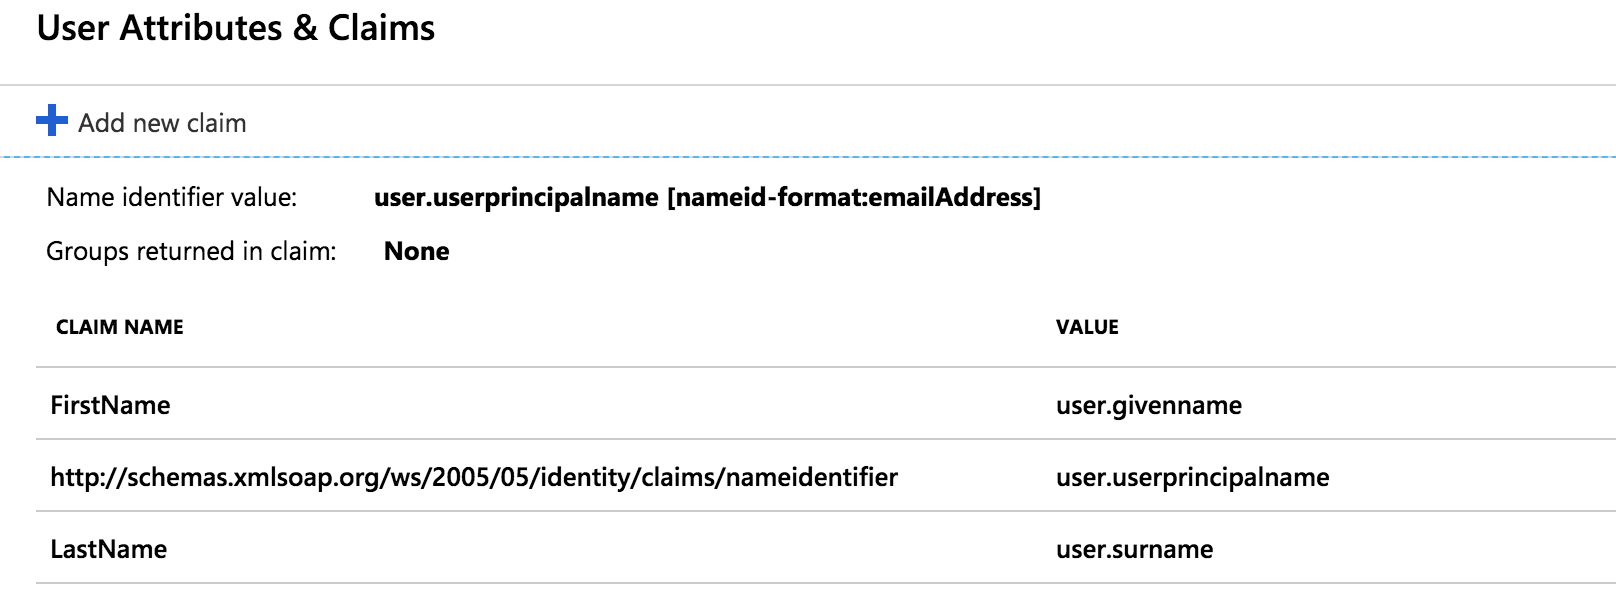 User Attributes & Claims
Add new claim
Name identifier value: user.userprincipalname [nameid-format:emailAddress]
Groups returned in claim: None
CLAIM NAME VALUE
FirstName user.givenname
http://schemas.xmlsoap.org/ws/2005/05/identity/claims/nameidentifier user.userprincipalname
LastName user.surname